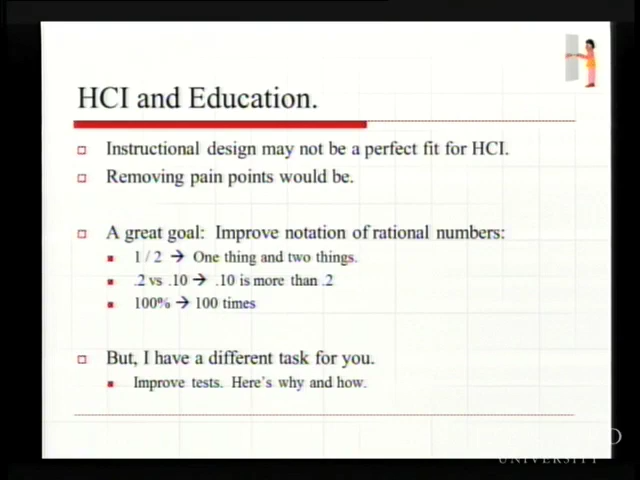 HCI and Education.
Instructional design may not be a perfect fit for HCI.
Removing pain points would be.
A great goal: Improve notation of rational numbers:
1 / 2 → One thing and two things.
.2 vs .10 → .10 is more than .2
100% → 100 times
But, I have a different task for you.
Improve tests. Here's why and how.
UNIVERSITY